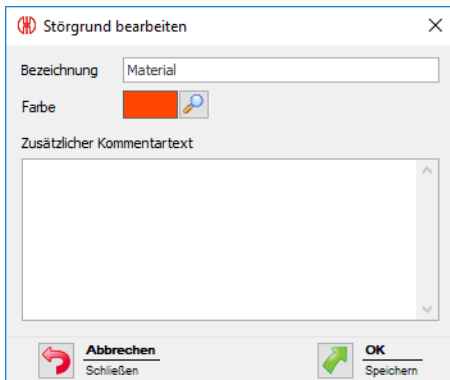 Störgrund bearbeiten
Bezeichnung Material
Farbe
Zusätzlicher Kommentartext
Abbrechen OK
Schließen Speichern